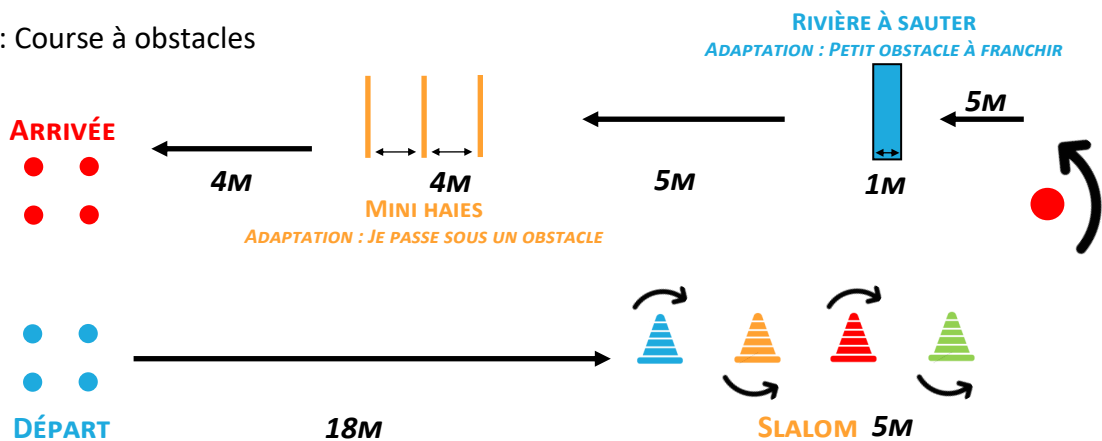 : Course à obstacles
RIVIÈRE À SAUTER
ADAPTATION : PETIT OBSTACLE À FRANCHIR
5M
ARRIVÉE
4M
4M
5M
1M
MINI HAIES
ADAPTATION : JE PASSE SOUS UN OBSTACLE
DÉPART
18M
SLALOM 5M